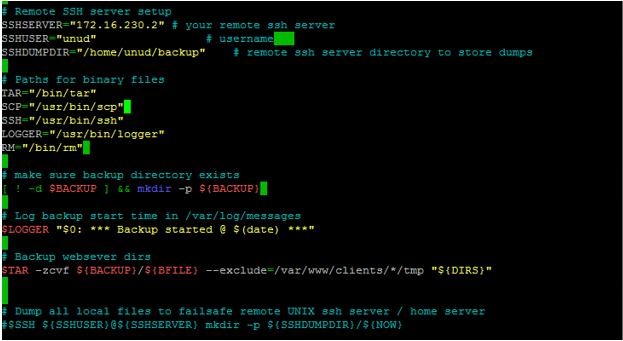 # Remote SSH server setup
SSHSERVER="172.16.230.2" # your remote ssh server
SSHUSER="unud" # username
SSHDUMPDIR="/home/unud/backup" # remote ssh server directory to store dumps
# Paths for binary files
TAR="/bin/tar"
SCP="/usr/bin/scp"
SSH="/usr/bin/ssh"
LOGGER="/usr/bin/logger"
RM="/bin/rm"
# make sure backup directory exists
[ ! -d $BACKUP ] && mkdir -p ${BACKUP}
# Log backup start time in /var/log/messages
$LOGGER "$0: *** Backup started @ $(date) ***"
# Backup websever dirs
$TAR -zcvf ${BACKUP}/${BFILE} --exclude=/var/www/clients/*/tmp "${DIRS}"
# Dump all local files to failsafe remote UNIX ssh server / home server
#$SSH ${SSHUSER}@${SSHSERVER} mkdir -p ${SSHDUMPDIR}/${NOW}